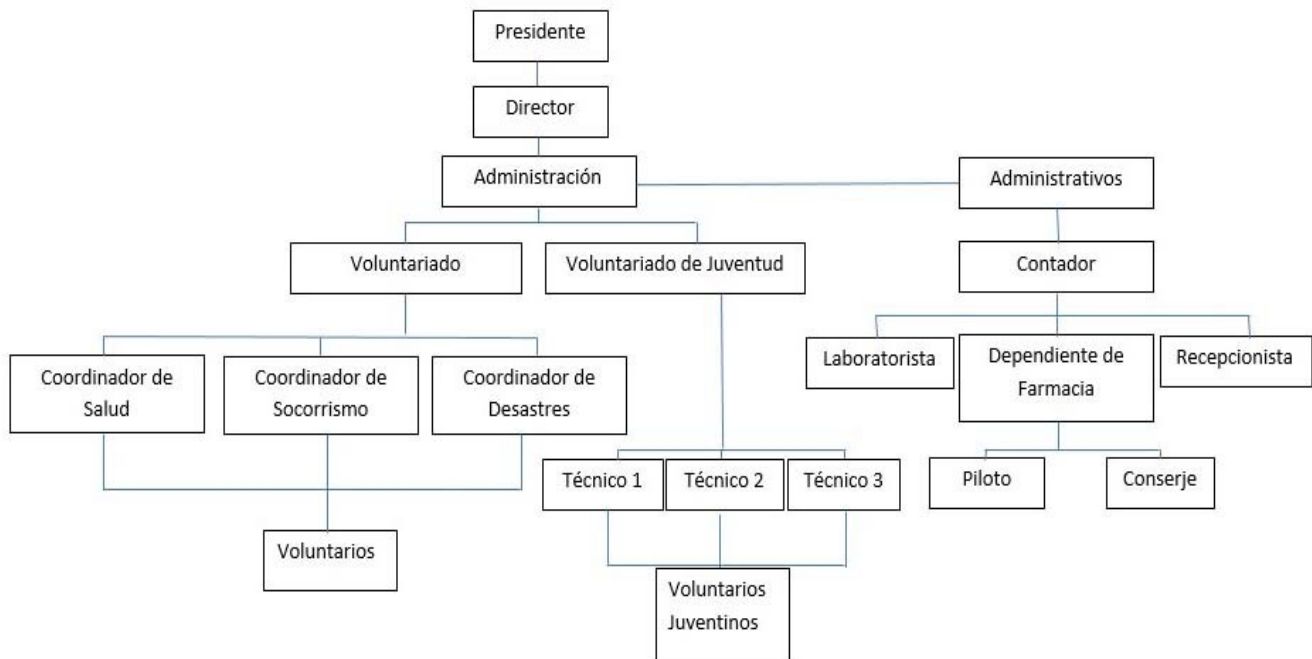 Presidente
Director
Administración
Administrativos
Voluntariado
Voluntariado de Juventud
Contador
Laboratorista
Dependiente de
Farmacia
Recepcionista
Coordinador de
Salud
Coordinador de
Socorrismo
Coordinador de
Desastres
Técnico 1
Técnico 2
Técnico 3
Piloto
Conserje
Voluntarios
Voluntarios
Juventinos